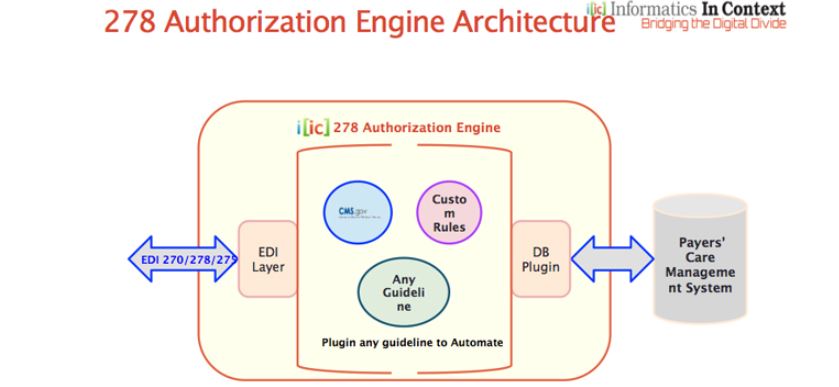 278 Authorization Engine Architecture
i[ic] Informatics In Context
Bridging the Digital Divide
i[ic] 278 Authorization Engine
CMS.gov
Custo
m
Rules
EDI 270/278/275
EDI
Layer
DB
Plugin
Payers'
Care
Manageme
nt System
Any
Guideli
ne
Plugin any guideline to Automate